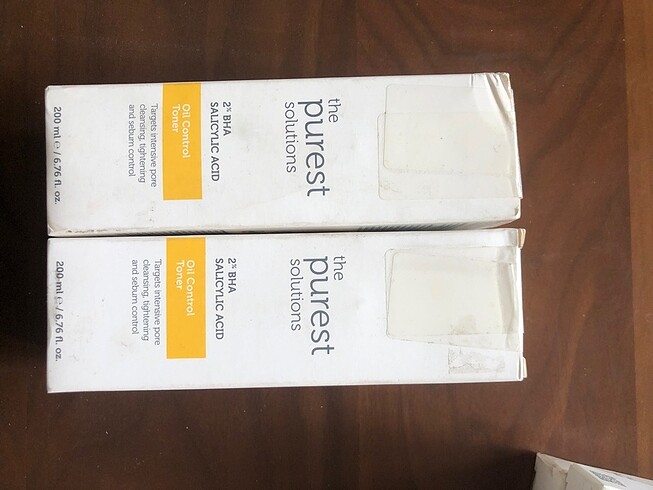 the
purest
solutions
2% BHA
SALICYLIC ACID
Oil Control
Toner
Targets intensive pore
cleansing, tightening
and sebum control
200 ml ℮ / 6.76 fl. oz.
the
purest
solutions
2% BHA
SALICYLIC ACID
Oil Control
Toner
Targets intensive pore
cleansing, tightening
and sebum control
200 ml ℮ / 6.76 fl. oz.